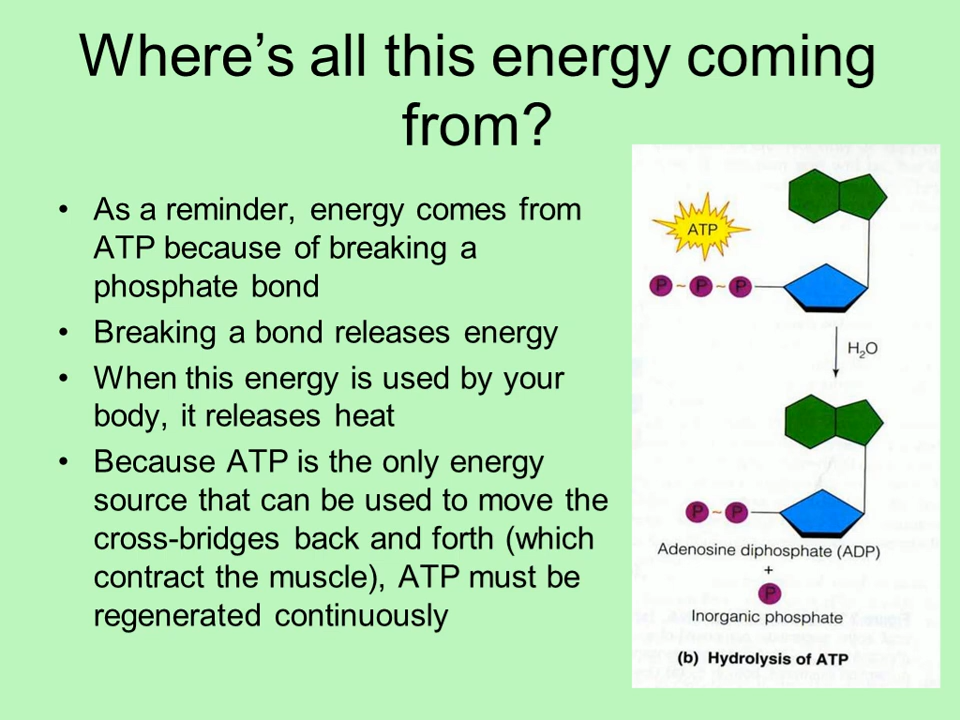 Where’s all this energy coming
from?
• As a reminder, energy comes from
ATP because of breaking a
phosphate bond
• Breaking a bond releases energy
• When this energy is used by your
body, it releases heat
• Because ATP is the only energy
source that can be used to move the
cross-bridges back and forth (which
contract the muscle), ATP must be
regenerated continuously
ATP
P ~ P ~ P
H₂O
P ~ P
Adenosine diphosphate (ADP)
+
P
Inorganic phosphate
(b) Hydrolysis of ATP